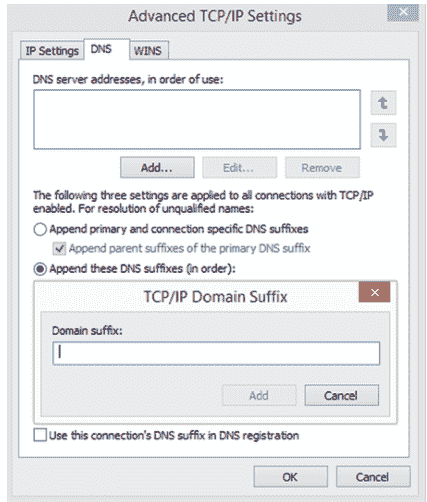 Advanced TCP/IP Settings
IP Settings DNS WINS
DNS server addresses, in order of use:
Add... Edit... Remove
The following three settings are applied to all connections with TCP/IP
enabled. For resolution of unqualified names:
Append primary and connection specific DNS suffixes
Append parent suffixes of the primary DNS suffix
Append these DNS suffixes (in order):
TCP/IP Domain Suffix
Domain suffix:
Add Cancel
Use this connection's DNS suffix in DNS registration
OK Cancel